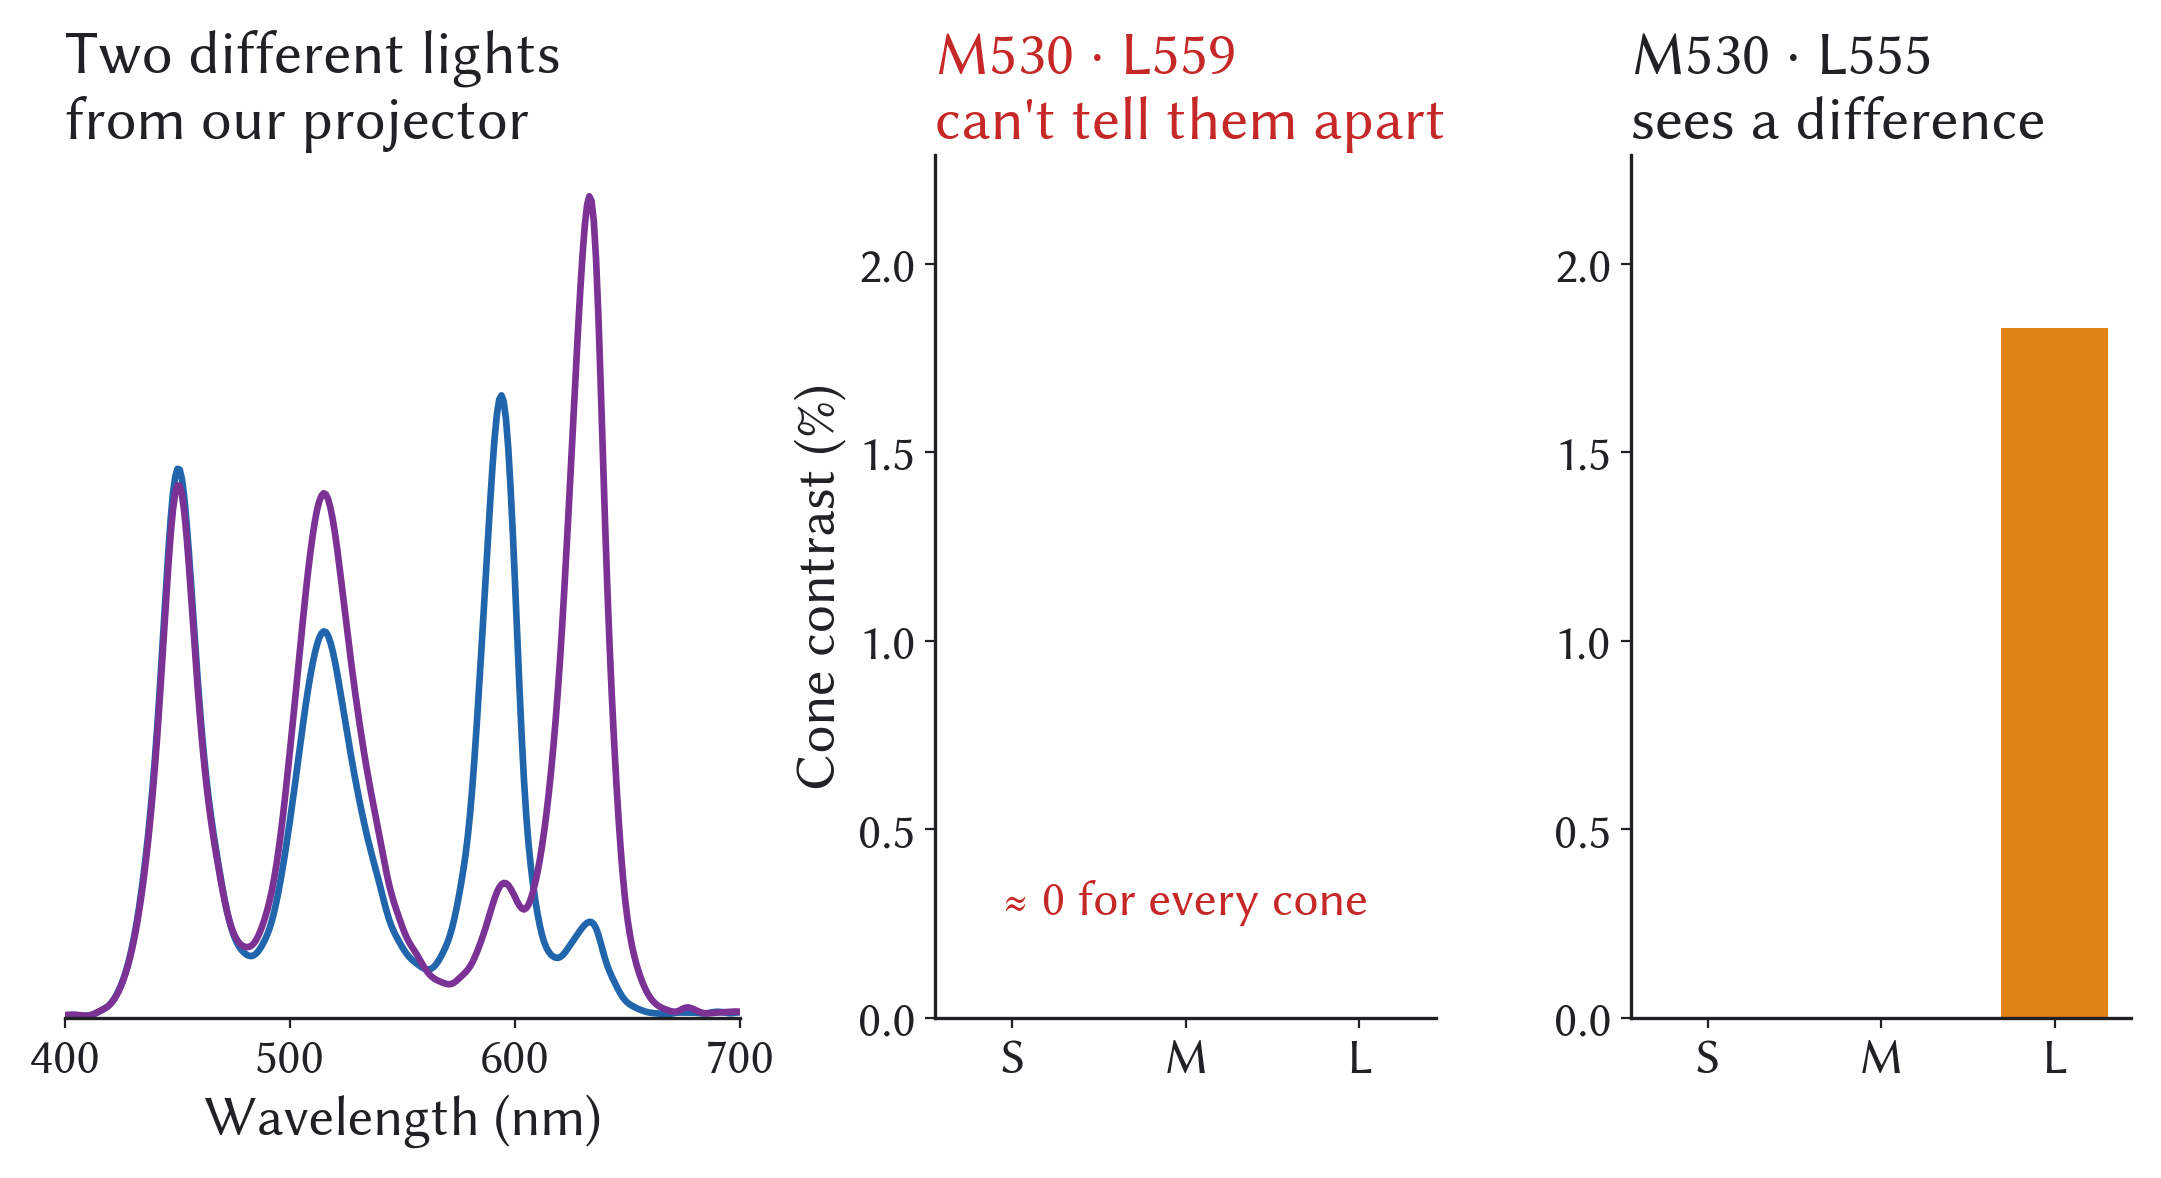 Two different lights
from our projector
400
500
600
700
Wavelength (nm)
M530 · L559
can't tell them apart
Cone contrast (%)
2.0
1.5
1.0
0.5
0.0
≈ 0 for every cone
S
M
L
M530 · L555
sees a difference
2.0
1.5
1.0
0.5
0.0
S
M
L